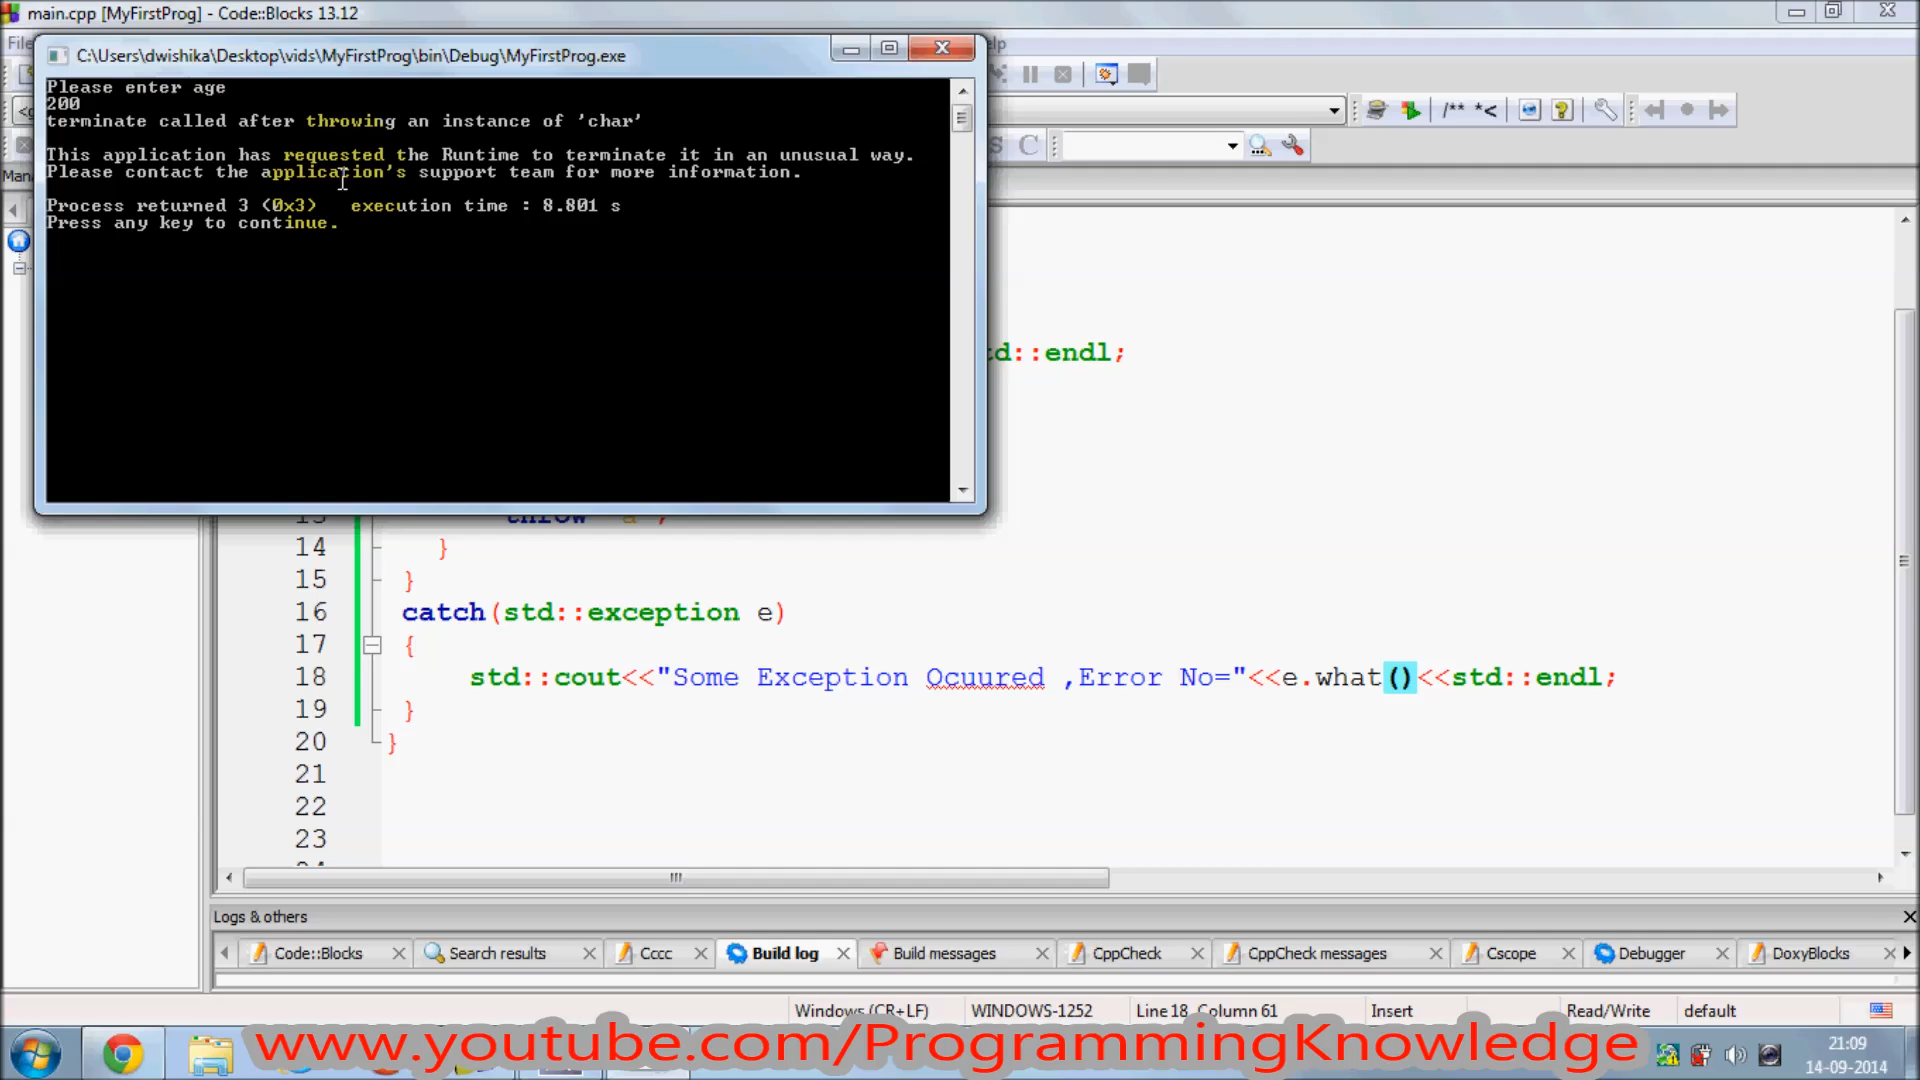 main.cpp [MyFirstProg] - Code::Blocks 13.12
File
C:\Users\dwishika\Desktop\vids\MyFirstProg\bin\Debug\MyFirstProg.exe
Please enter age
200
terminate called after throwing an instance of 'char'
This application has requested the Runtime to terminate it in an unusual way.
Please contact the application's support team for more information.
Process returned 3 (0x3)   execution time : 8.801 s
Press any key to continue.
/** *<
S C
::endl;
14 }
15 }
16 catch(std::exception e)
17 {
18 std::cout<<"Some Exception Ocuured ,Error No="<<e.what()<<std::endl;
19 }
20 }
21
22
23
Logs & others
Code::Blocks Search results Cccc Build log Build messages CppCheck CppCheck messages Cscope Debugger DoxyBlocks
Windows (CR+LF) WINDOWS-1252 Line 18, Column 61 Insert Read/Write default
www.youtube.com/ProgrammingKnowledge
21:09
14-09-2014